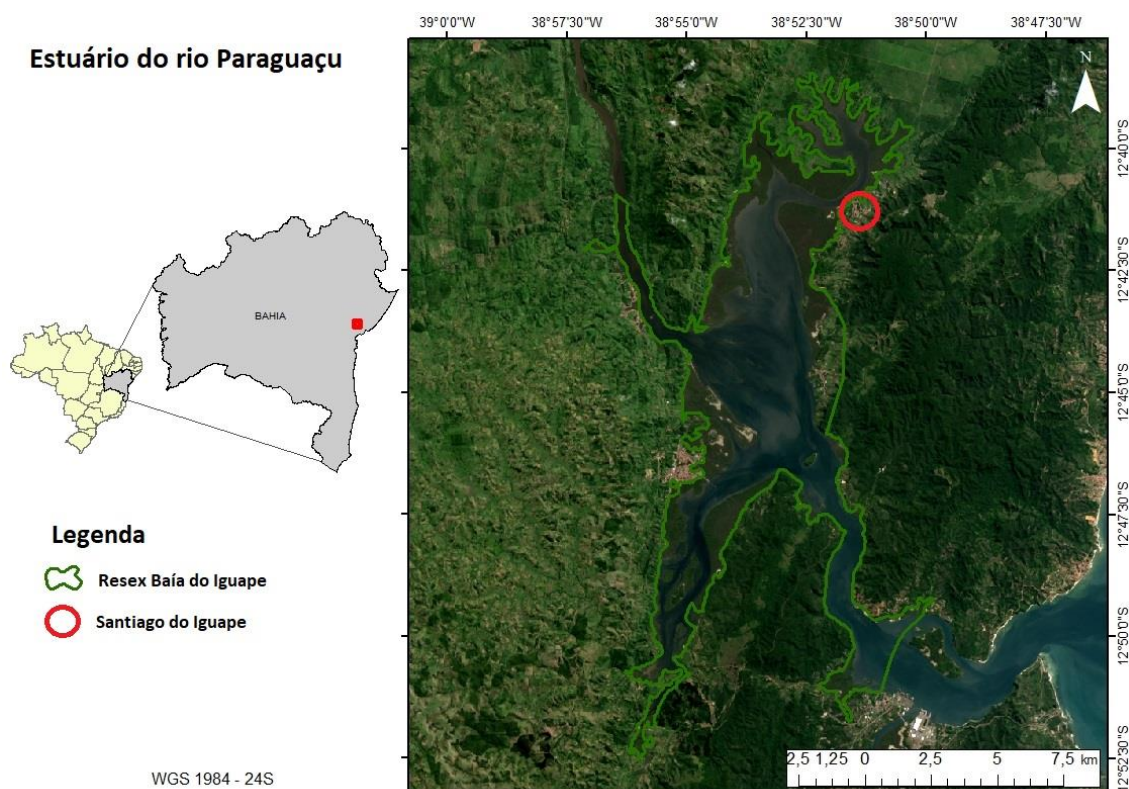 Estuário do rio Paraguaçu
39°0'0"W 38°57'30"W 38°55'0"W 38°52'30"W 38°50'0"W 38°47'30"W
N
12°40'0"S
12°42'30"S
12°45'0"S
12°47'30"S
12°50'0"S
12°52'30"S
BAHIA
Legenda
Resex Baía do Iguape
Santiago do Iguape
2,5 1,25 0 2,5 5 7,5 km
WGS 1984 - 24S